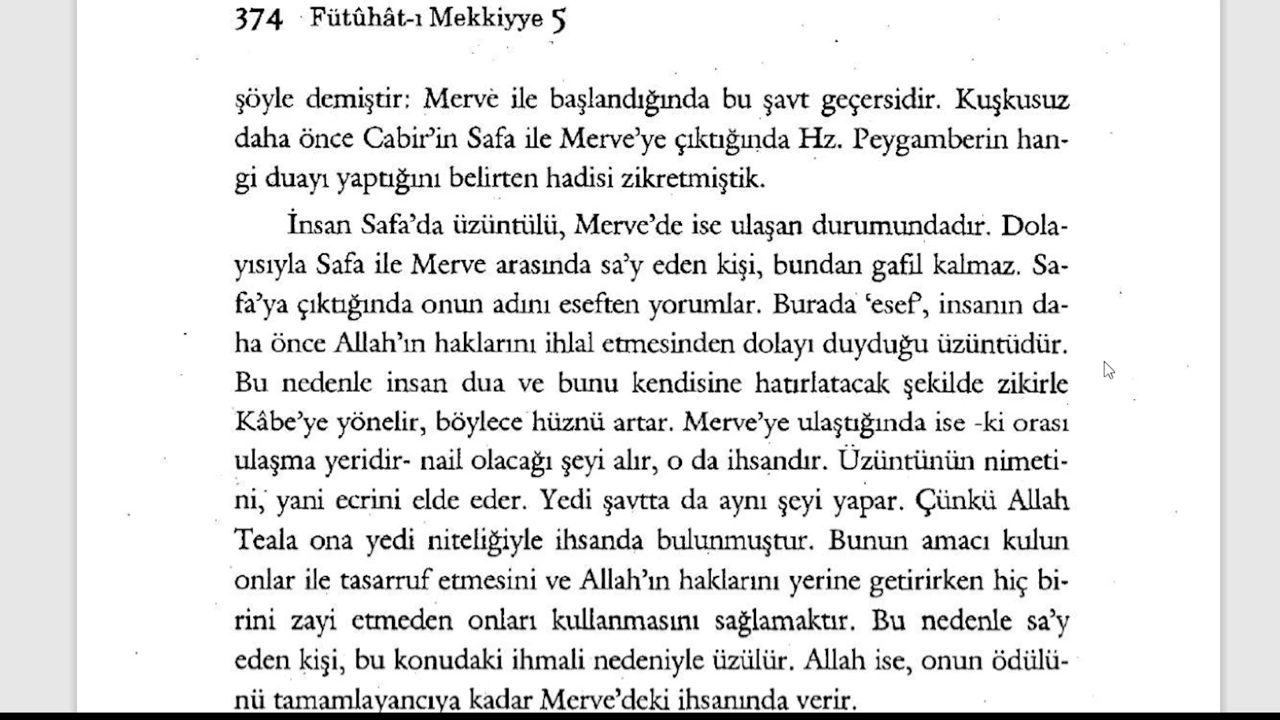 374 Fütûhât-ı Mekkiyye 5
şöyle demiştir: Merve ile başlandığında bu şavt geçersidir. Kuşkusuz
daha önce Cabir’in Safa ile Merve’ye çıktığında Hz. Peygamberin han-
gi duayı yaptığını belirten hadisi zikretmiştik.
İnsan Safa’da üzüntülü, Merve’de ise ulaşan durumundadır. Dola-
yısıyla Safa ile Merve arasında sa’y eden kişi, bundan gafil kalmaz. Sa-
fa’ya çıktığında onun adını eseften yorumlar. Burada ‘esef’, insanın da-
ha önce Allah’ın haklarını ihlal etmesinden dolayı duyduğu üzüntüdür.
Bu nedenle insan dua ve bunu kendisine hatırlatacak şekilde zikirle
Kâbe’ye yönelir, böylece hüznü artar. Merve’ye ulaştığında ise -ki orası
ulaşma yeridir- nail olacağı şeyi alır, o da ihsandır. Üzüntünün nimeti-
ni, yani ecrini elde eder. Yedi şavtta da aynı şeyi yapar. Çünkü Allah
Teala ona yedi niteliğiyle ihsanda bulunmuştur. Bunun amacı kulun
onlar ile tasarruf etmesini ve Allah’ın haklarını yerine getirirken hiç bi-
rini zayi etmeden onları kullanmasını sağlamaktır. Bu nedenle sa’y
eden kişi, bu konudaki ihmali nedeniyle üzülür. Allah ise, onun ödülü-
nü tamamlayancıya kadar Merve’deki ihsanında verir.